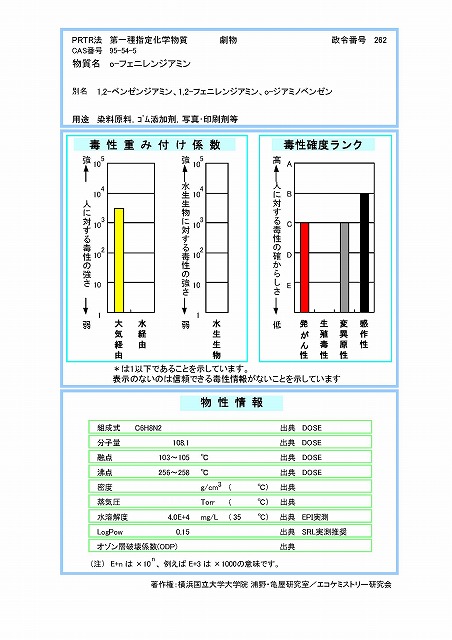 PRTR法 第一種指定化学物質 劇物 政令番号 262
CAS番号 95-54-5
物質名 o-フェニレンジアミン
別名 1,2-ベンゼンジアミン、1,2-フェニレンジアミン、o-ジアミノベンゼン
用途 染料原料，ゴム添加剤，写真・印刷剤等
毒性重み付け係数
強 人に対する毒性の強さ 弱
10^5
10^4
10^3
10^2
10^1
1
大気経由
水経由
強 水生生物に対する毒性の強さ 弱
10^5
10^4
10^3
10^2
10^1
1
水生生物
毒性確度ランク
高 人に対する毒性の確からしさ 低
A
B
C
D
E
発がん性
生殖毒性
変異原性
感作性
＊は1以下であることを示しています。
表示のないのは信頼できる毒性情報がないことを示しています
物性情報
組成式 C6H8N2 出典 DOSE
分子量 108.1 出典 DOSE
融点 103～105 ℃ 出典 DOSE
沸点 256～258 ℃ 出典 DOSE
密度 g/cm^3 ( ℃) 出典
蒸気圧 Torr ( ℃) 出典
水溶解度 4.0E+4 mg/L (35 ℃) 出典 EPI実測
LogPow 0.15 出典 SRL実測推奨
オゾン層破壊係数(ODP) 出典
（注） E+n は ×10^n、例えば E+3 は ×1000の意味です。
著作権：横浜国立大学大学院 浦野・亀屋研究室／エコケミストリー研究会